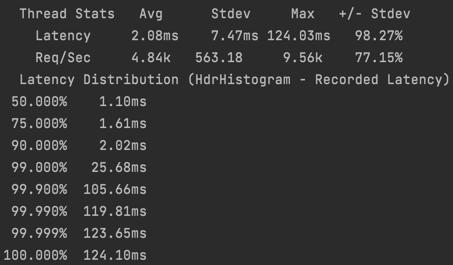 Thread Stats   Avg      Stdev     Max   +/- Stdev
Latency     2.08ms    7.47ms 124.03ms   98.27%
Req/Sec     4.84k   563.18     9.56k    77.15%
Latency Distribution (HdrHistogram - Recorded Latency)
50.000%    1.10ms
75.000%    1.61ms
90.000%    2.02ms
99.000%   25.68ms
99.900%  105.66ms
99.990%  119.81ms
99.999%  123.65ms
100.000%  124.10ms